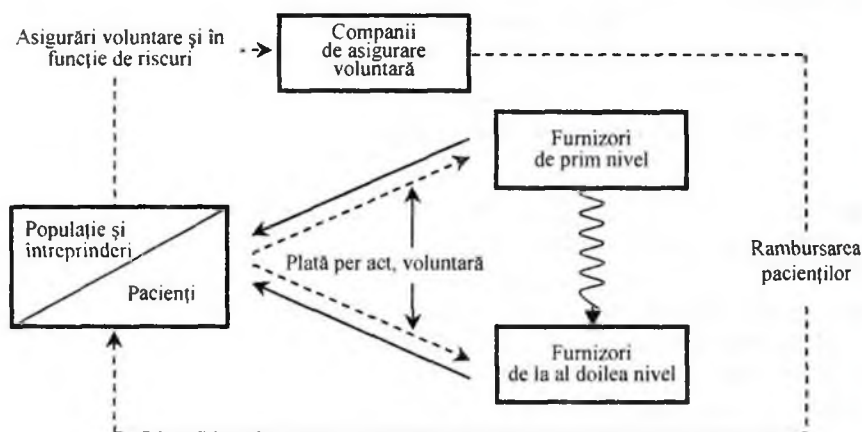 Asigurări voluntare și în
funcție de riscuri
Companii
de asigurare
voluntară
Furnizori
de prim nivel
Populație și
întreprinderi
Pacienți
Plată per act, voluntară
Rambursarea
pacienților
Furnizori
de la al doilea nivel